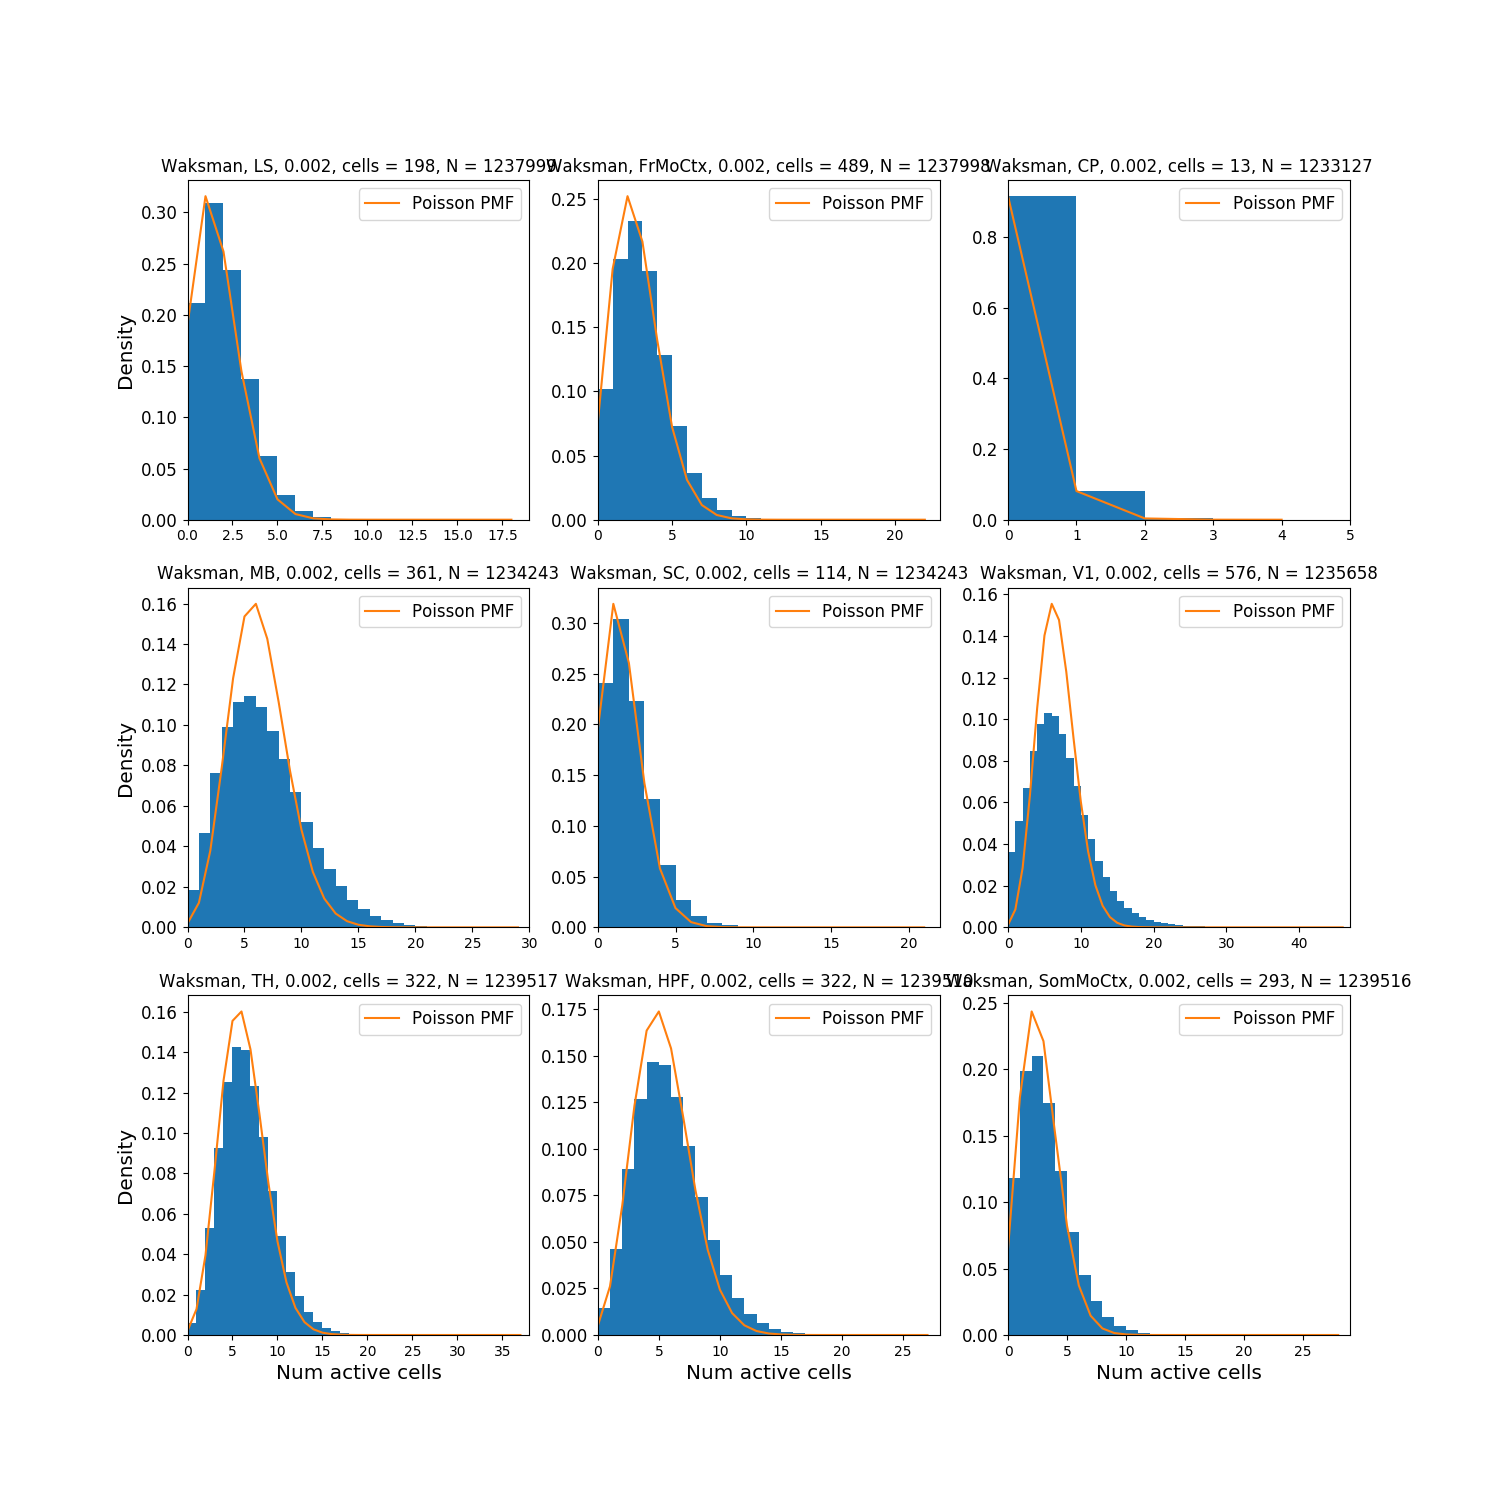 Waksman, LS, 0.002, cells = 198, N = 1237999
Waksman, FrMoCtx, 0.002, cells = 489, N = 1237998
Waksman, CP, 0.002, cells = 13, N = 1233127
Density
0.30
0.25
0.20
0.15
0.10
0.05
0.00
0.0 2.5 5.0 7.5 10.0 12.5 15.0 17.5
Poisson PMF
0.25
0.20
0.15
0.10
0.05
0.00
0 5 10 15 20
Poisson PMF
0.8
0.6
0.4
0.2
0.0
0 1 2 3 4 5
Poisson PMF
Waksman, MB, 0.002, cells = 361, N = 1234243
Waksman, SC, 0.002, cells = 114, N = 1234243
Waksman, V1, 0.002, cells = 576, N = 1235658
Density
0.16
0.14
0.12
0.10
0.08
0.06
0.04
0.02
0.00
0 5 10 15 20 25 30
Poisson PMF
0.30
0.25
0.20
0.15
0.10
0.05
0.00
0 5 10 15 20
Poisson PMF
0.16
0.14
0.12
0.10
0.08
0.06
0.04
0.02
0.00
0 10 20 30 40
Poisson PMF
Waksman, TH, 0.002, cells = 322, N = 1239517
Waksman, HPF, 0.002, cells = 322, N =
Waksman, SomMoCtx, 0.002, cells = 293, N = 1239516
Density
0.16
0.14
0.12
0.10
0.08
0.06
0.04
0.02
0.00
0 5 10 15 20 25 30 35
Num active cells
Poisson PMF
0.175
0.150
0.125
0.100
0.075
0.050
0.025
0.000
0 5 10 15 20 25
Num active cells
Poisson PMF
0.25
0.20
0.15
0.10
0.05
0.00
0 5 10 15 20 25
Num active cells
Poisson PMF